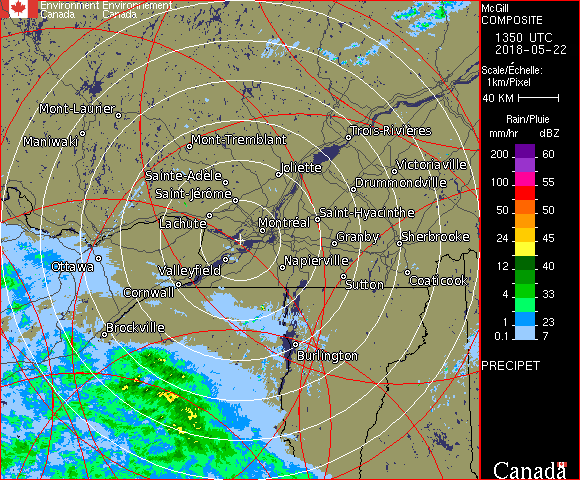 Environment Environnement
Canada Canada
McGill
COMPOSITE
1350 UTC
2018-05-22
Scale/Échelle:
1km/Pixel
40 KM
Rain/Pluie
mm/hr dBZ
200 60
100 55
50 50
24 45
12 40
4 33
1 23
0.1 7
PRECIPET
Canada
Mont-Laurier
Maniwaki
Mont-Tremblant
Trois-Rivières
Joliette
Victoriaville
Sainte-Adèle
Drummondville
Saint-Jérôme
Saint-Hyacinthe
Lachute
Montréal
Granby
Sherbrooke
Ottawa
Valleyfield
Napierville
Sutton
Coaticook
Cornwall
Brockville
Burlington